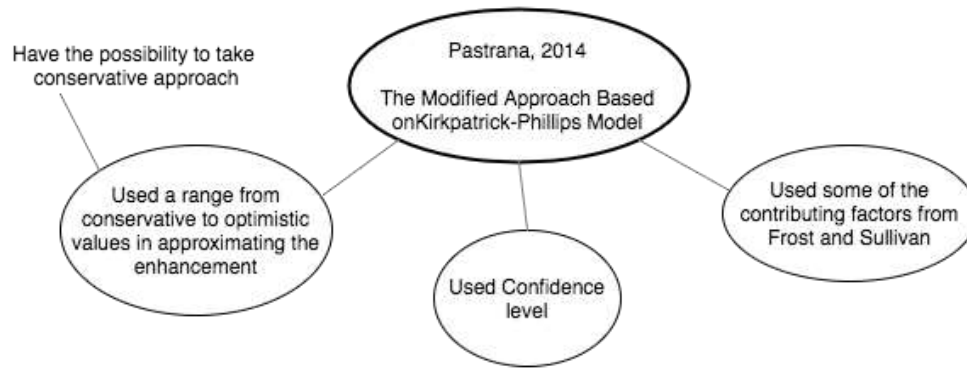 Have the possibility to take
conservative approach
Pastrana, 2014
The Modified Approach Based
onKirkpatrick-Phillips Model
Used a range from
conservative to optimistic
values in approximating the
enhancement
Used Confidence
level
Used some of the
contributing factors from
Frost and Sullivan